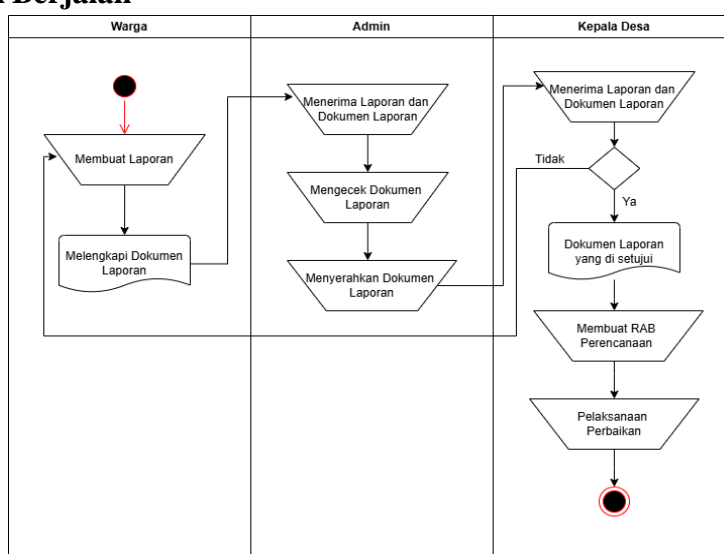 Berjalan
Warga
Admin
Kepala Desa
Membuat Laporan
Melengkapi Dokumen
Laporan
Menerima Laporan dan
Dokumen Laporan
Mengecek Dokumen
Laporan
Menyerahkan Dokumen
Laporan
Menerima Laporan dan
Dokumen Laporan
Tidak
Ya
Dokumen Laporan
yang di setujui
Membuat RAB
Perencanaan
Pelaksanaan
Perbaikan